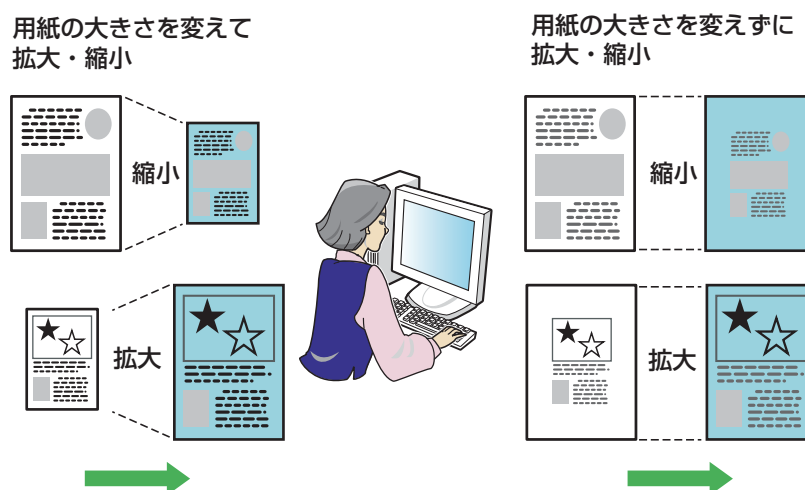 用紙の大きさを変えて
拡大・縮小
縮小
拡大
用紙の大きさを変えずに
拡大・縮小
縮小
拡大